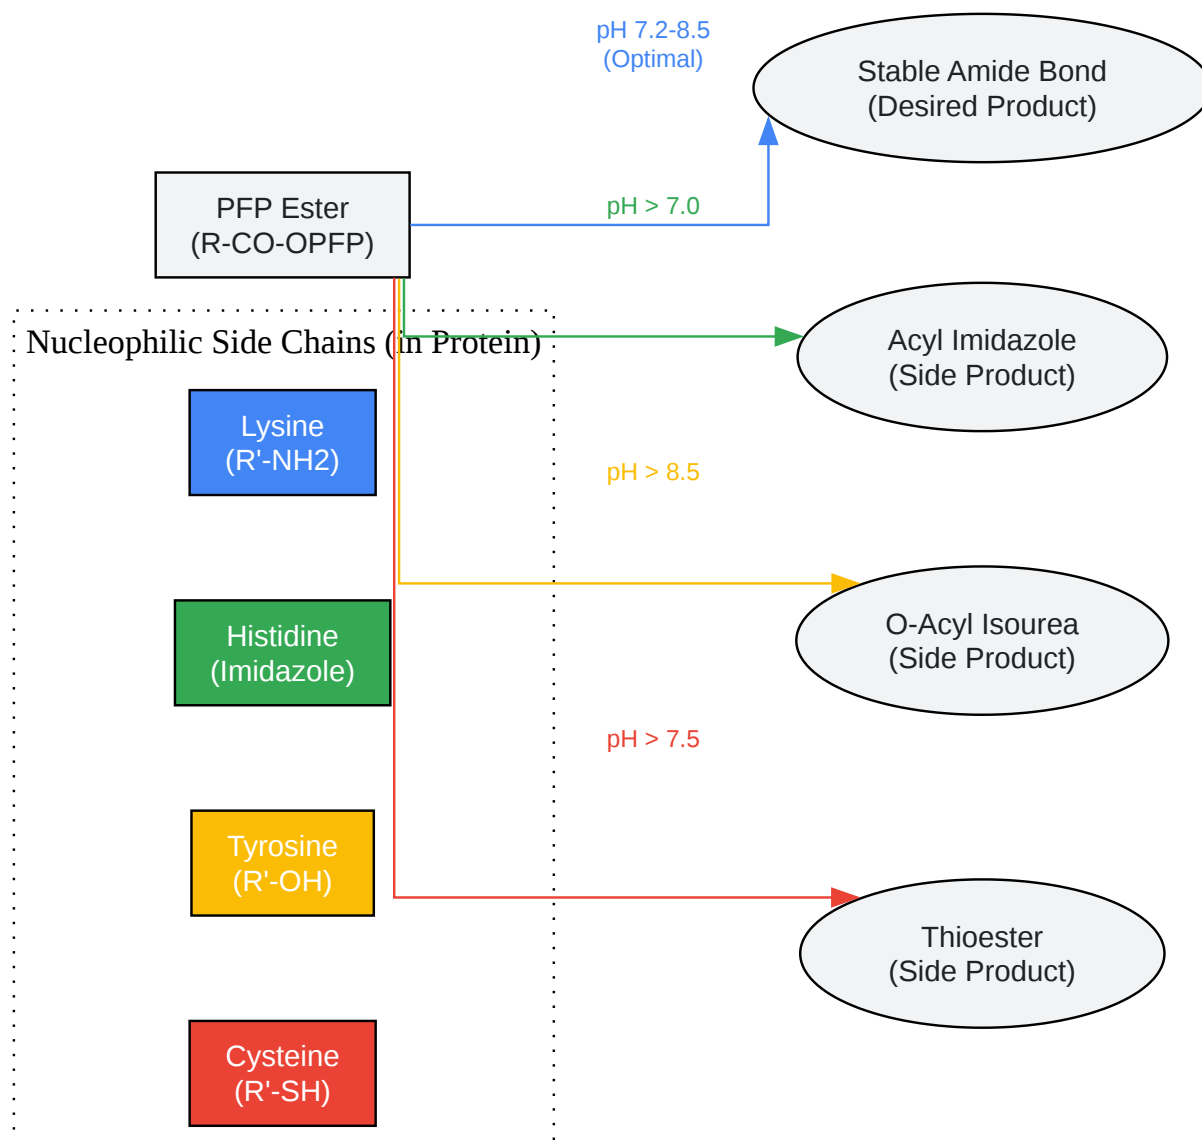 pH 7.2-8.5
(Optimal)
Stable Amide Bond
(Desired Product)
PFP Ester
(R-CO-OPFP)
pH > 7.0
Nucleophilic Side Chains (in Protein)
Acyl Imidazole
(Side Product)
Lysine
(R'-NH2)
pH > 8.5
Histidine
(Imidazole)
O-Acyl Isourea
(Side Product)
pH > 7.5
Tyrosine
(R'-OH)
Thioester
(Side Product)
Cysteine
(R'-SH)